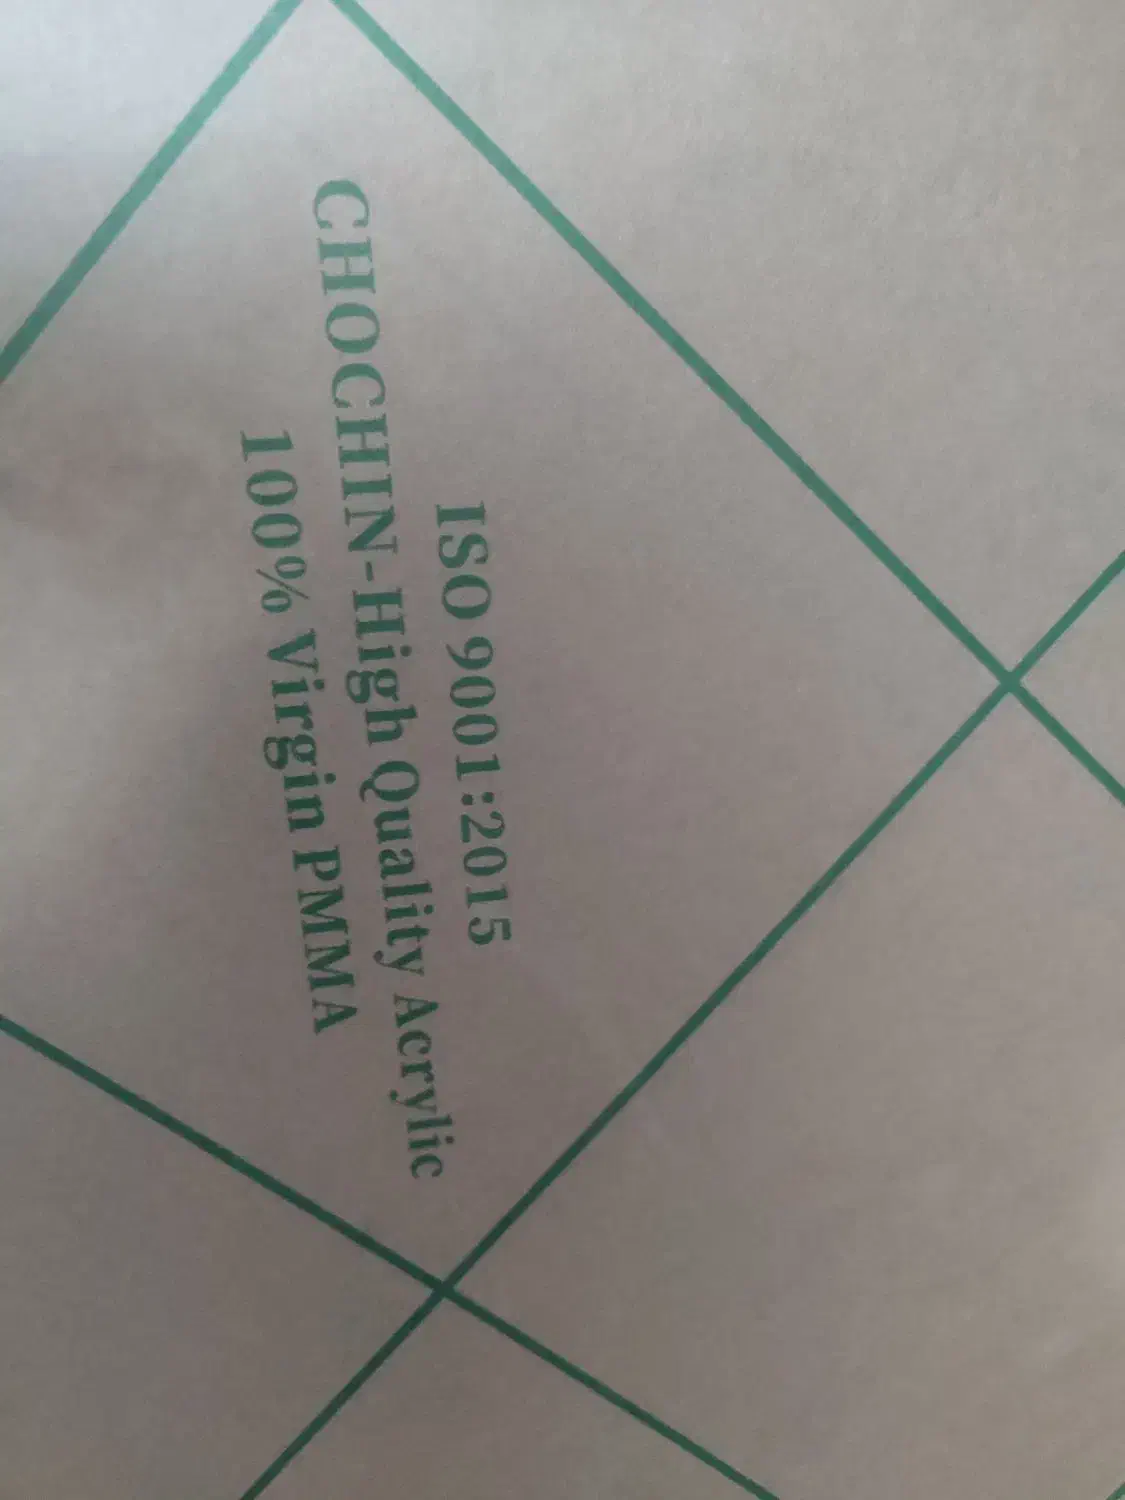 ISO 9001:2015
CHOCHIN-High Quality Acrylic
100% Virgin PMMA